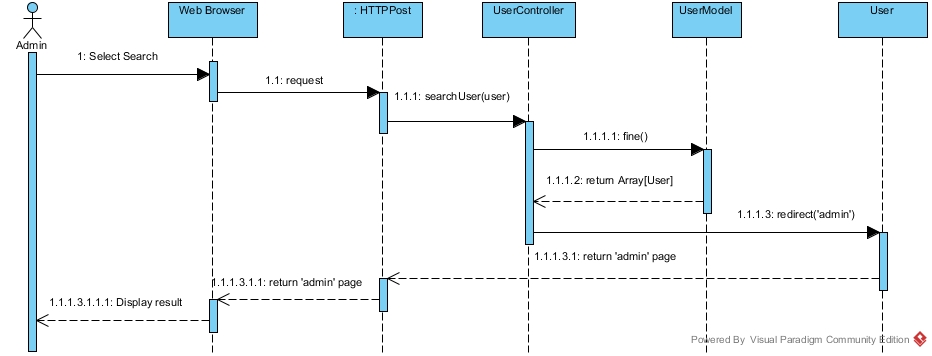 Web Browser
: HTTPPost
UserController
UserModel
User
Admin
1: Select Search
1.1: request
1.1.1: searchUser(user)
1.1.1.1: fine()
1.1.1.2: return Array[User]
1.1.1.3: redirect('admin')
1.1.1.3.1: return 'admin' page
1.1.1.3.1.1: return 'admin' page
1.1.1.3.1.1.1: Display result
Powered By Visual Paradigm Community Edition